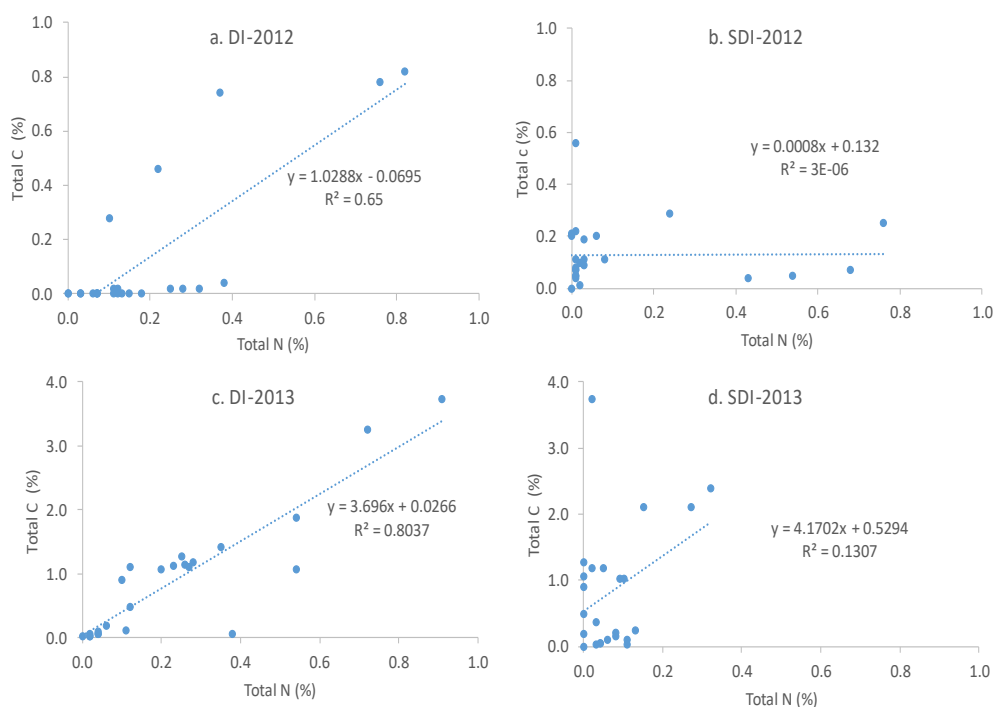 a. DI-2012
Total C (%)
1.0
0.8
0.6
0.4
0.2
0.0
y = 1.0288x - 0.0695
R² = 0.65
0.0 0.2 0.4 0.6 0.8 1.0
Total N (%)
b. SDI-2012
Total c (%)
1.0
0.8
0.6
0.4
0.2
0.0
y = 0.0008x + 0.132
R² = 3E-06
0.0 0.2 0.4 0.6 0.8 1.0
Total N (%)
c. DI-2013
Total C (%)
4.0
3.0
2.0
1.0
0.0
y = 3.696x + 0.0266
R² = 0.8037
0.0 0.2 0.4 0.6 0.8 1.0
Total N (%)
d. SDI-2013
Total C (%)
4.0
3.0
2.0
1.0
0.0
y = 4.1702x + 0.5294
R² = 0.1307
0.0 0.2 0.4 0.6 0.8 1.0
Total N (%)